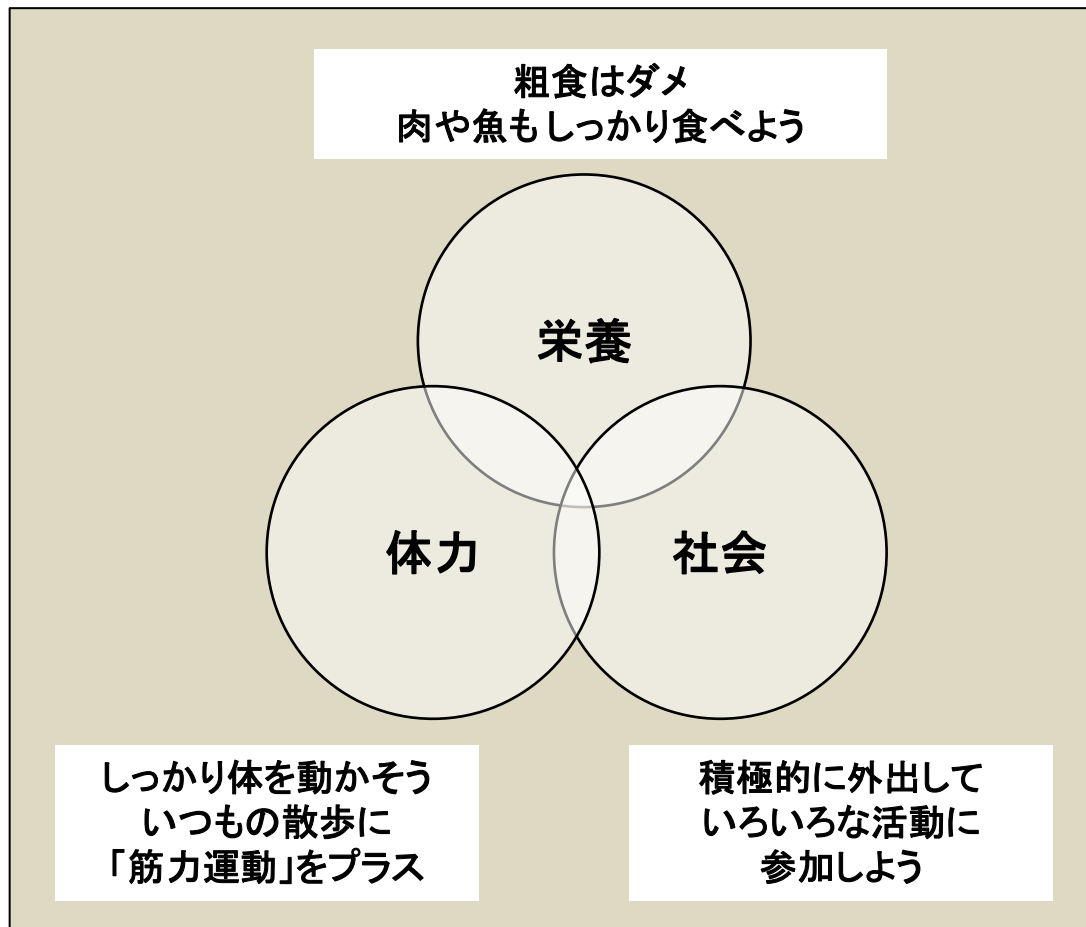 粗食はダメ
肉や魚もしっかり食べよう
栄養
体力
社会
しっかり体を動かそう
いつもの散歩に
「筋力運動」をプラス
積極的に外出して
いろいろな活動に
参加しよう